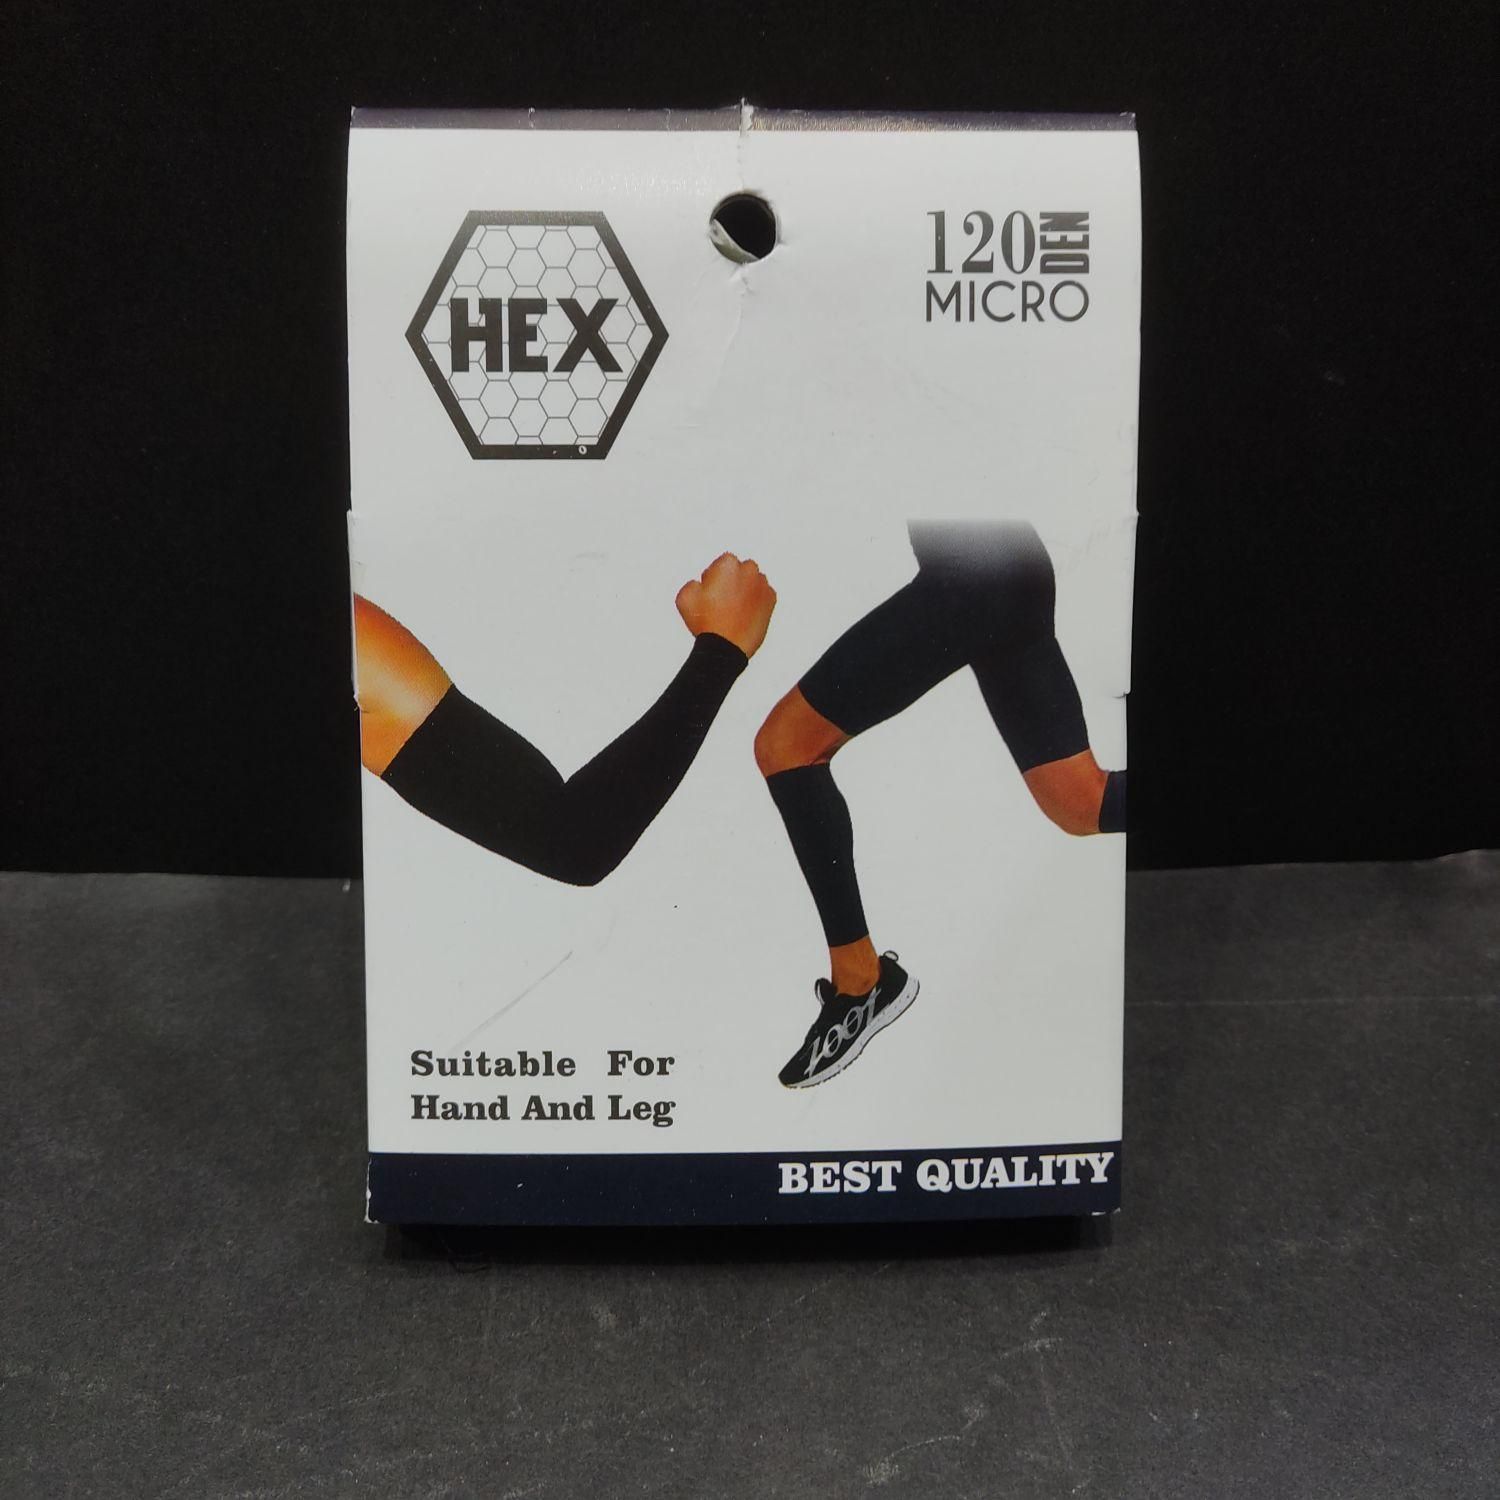 HEX
120 DEN
MICRO
Suitable For
Hand And Leg
BEST QUALITY